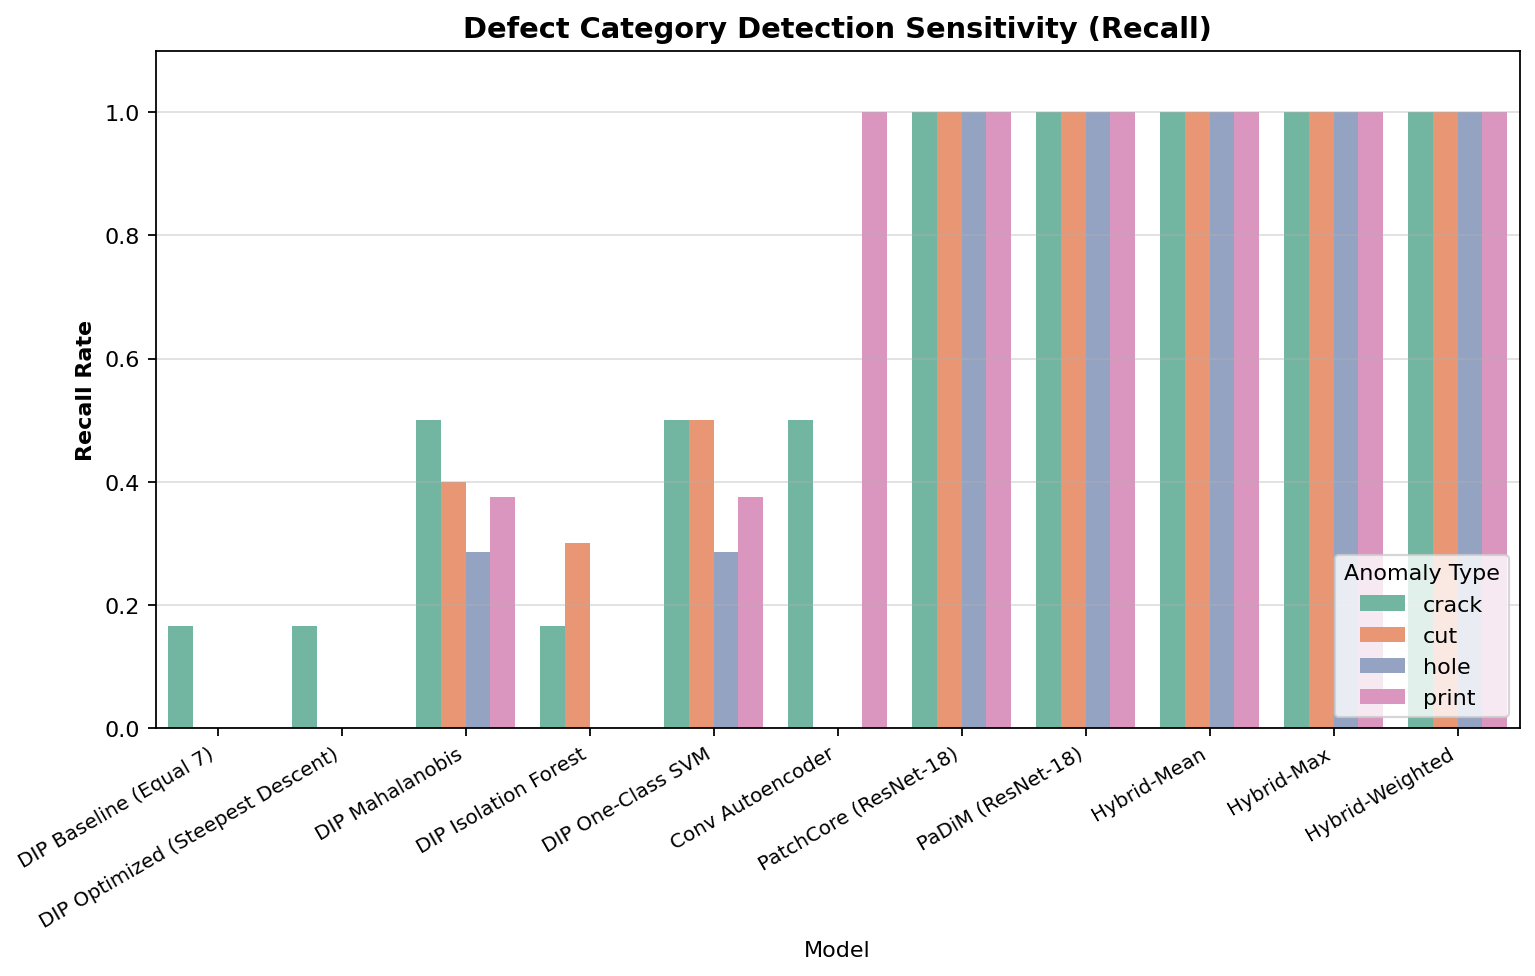 Defect Category Detection Sensitivity (Recall)
Recall Rate
1.0
0.8
0.6
0.4
0.2
0.0
Anomaly Type
crack
cut
hole
print
DIP Baseline (Equal 7)
DIP Optimized (Steepest Descent)
DIP Mahalanobis
DIP Isolation Forest
DIP One-Class SVM
Conv Autoencoder
PatchCore (ResNet-18)
PaDiM (ResNet-18)
Hybrid-Mean
Hybrid-Max
Hybrid-Weighted
Model